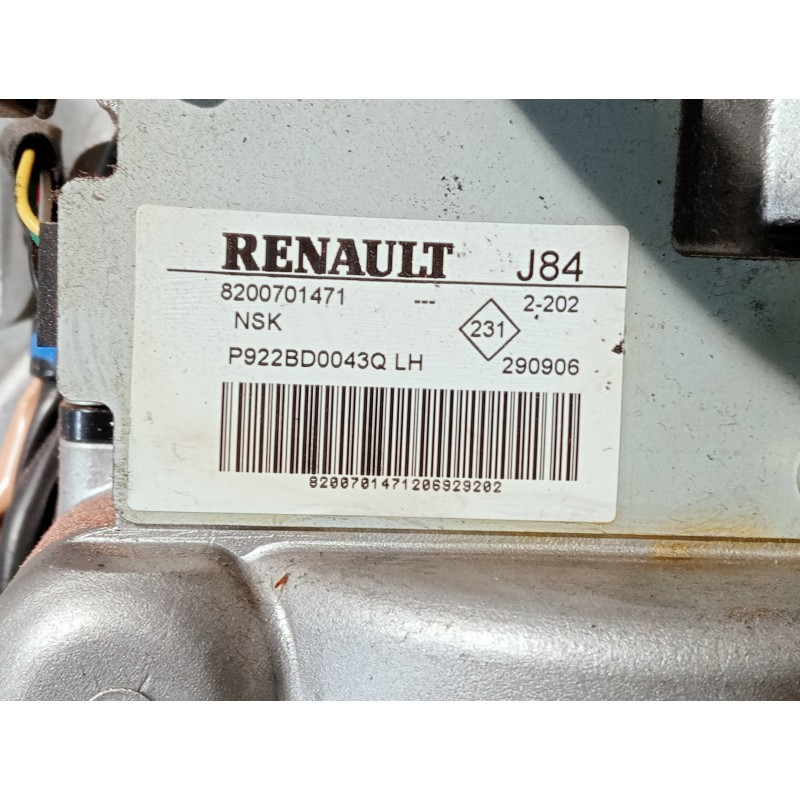 RENAULT J84
8200701471 --- 2-202
NSK 231
P922BD0043Q LH 290906
8200701471206929202